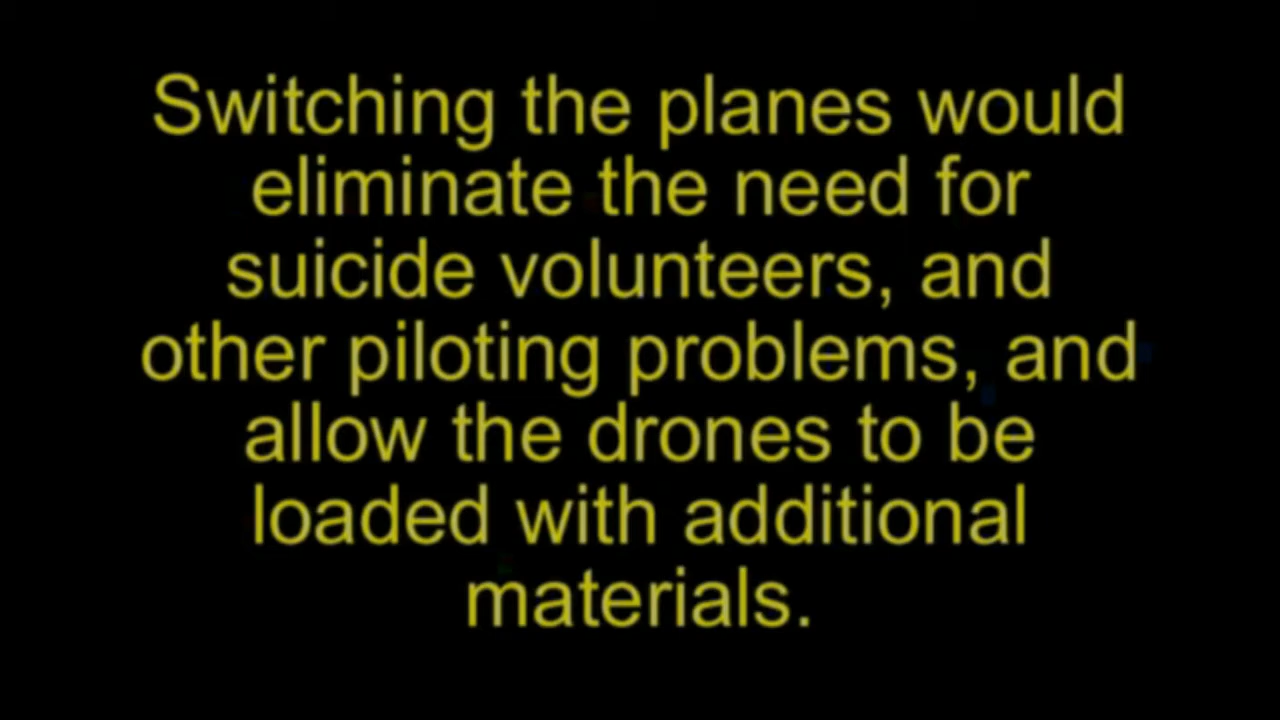 Switching the planes would
eliminate the need for
suicide volunteers, and
other piloting problems, and
allow the drones to be
loaded with additional
materials.